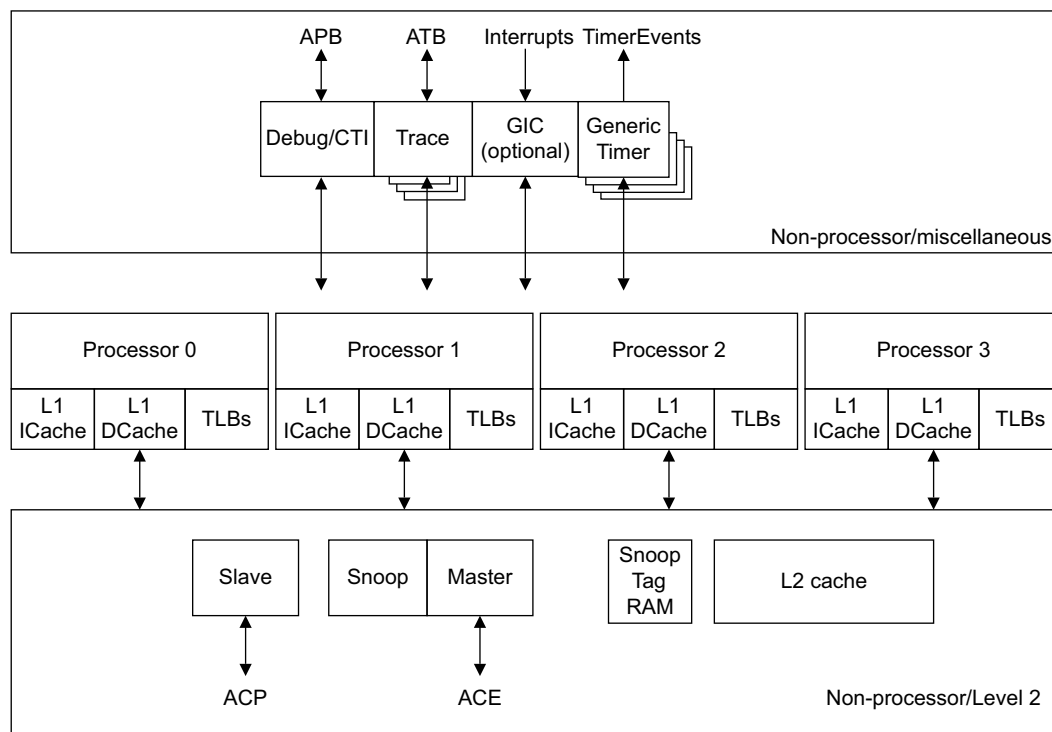 APB ATB Interrupts TimerEvents
Debug/CTI Trace GIC (optional) Generic Timer
Non-processor/miscellaneous
Processor 0 Processor 1 Processor 2 Processor 3
L1 ICache L1 DCache TLBs L1 ICache L1 DCache TLBs L1 ICache L1 DCache TLBs L1 ICache L1 DCache TLBs
Slave Snoop Master Snoop Tag RAM L2 cache
ACP ACE Non-processor/Level 2